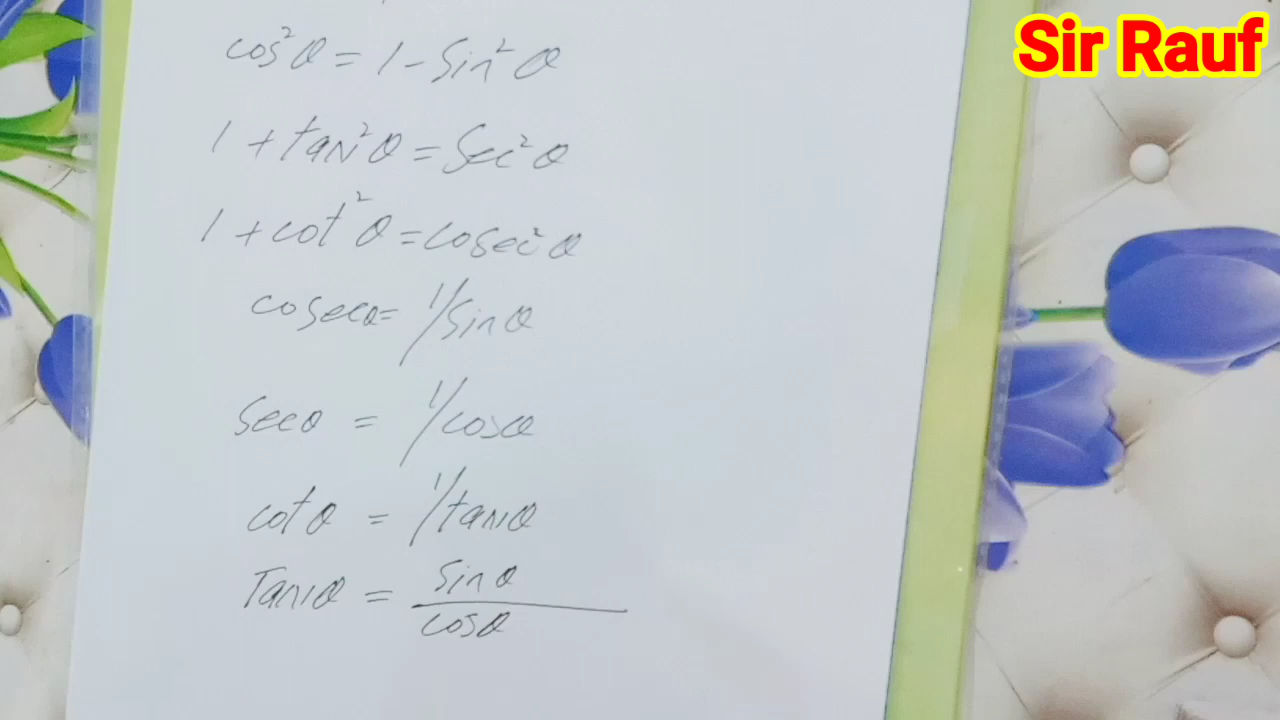 Sir Rauf
cos²θ = 1 - Sin²θ
1 + tan²θ = Sec²θ
1 + cot²θ = cosec²θ
cosecθ = 1/sinθ
Secθ = 1/cosθ
cotθ = 1/tanθ
Tanθ = Sinθ/cosθ